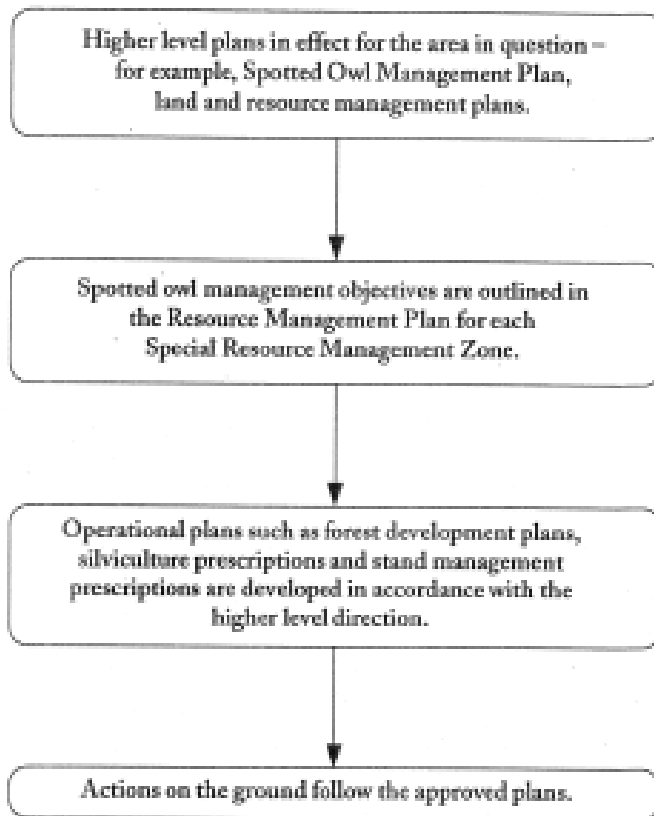 Higher level plans in effect for the area in question –
for example, Spotted Owl Management Plan,
land and resource management plans.
Spotted owl management objectives are outlined in
the Resource Management Plan for each
Special Resource Management Zone.
Operational plans such as forest development plans,
silviculture prescriptions and stand management
prescriptions are developed in accordance with the
higher level direction.
Actions on the ground follow the approved plans.